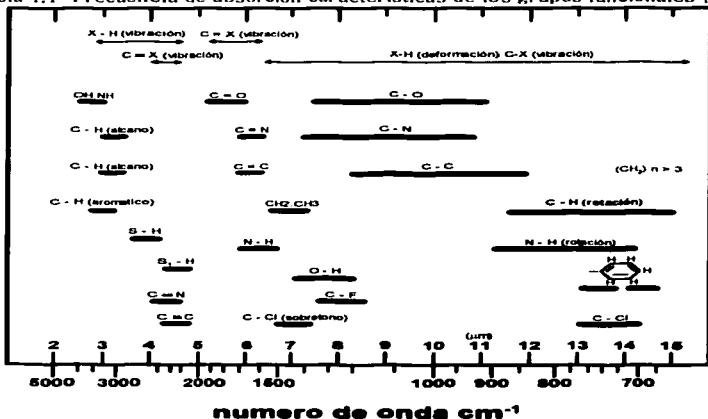 X - H (vibración) C = X (vibración)
C ≡ X (vibración) X-H (deformación) C-X (vibración)
OH.NH C = O C - O
C - H (alcano) C = N C - N
C - H (alcano) C = C C - C (CH₂) n > 3
C - H (aromatico) CH2.CH3 C - H (rotación)
S - H N - H N - H (rotación)
S₁ - H O - H H H
H
H H
C ≡ N C - F
C ≡ C C - Cl (sobretono) C - Cl
2 3 4 5 6 7 8 9 10 (μm) 11 12 13 14 15
5000 3000 2000 1500 1000 900 800 700
numero de onda cm⁻¹